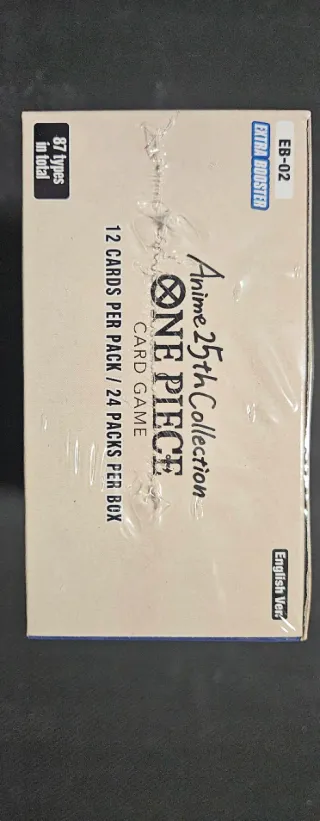 EB-02
EXTRA BOOSTER
English Ver.
Anime 25th Collection
ONE PIECE
CARD GAME
12 CARDS PER PACK / 24 PACKS PER BOX
87 types
in total